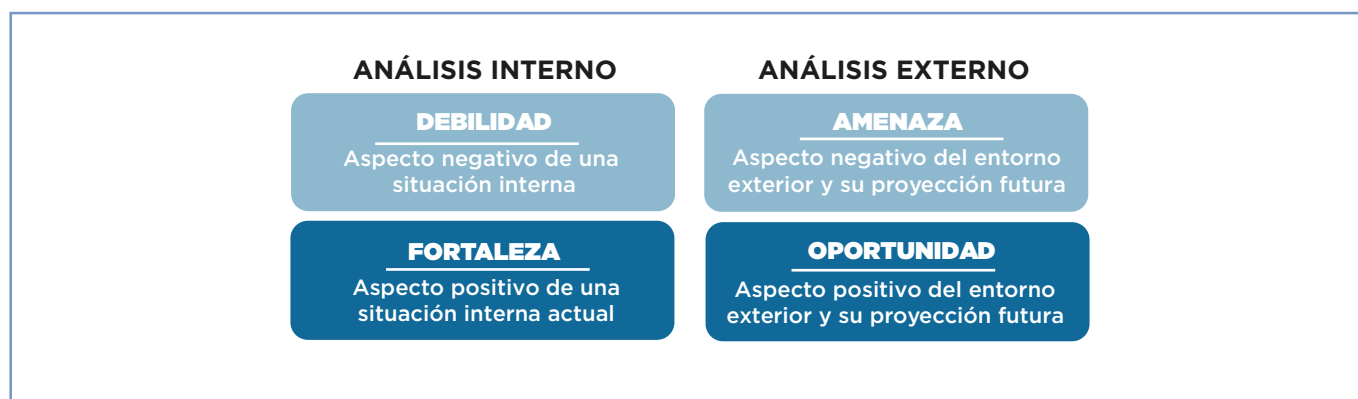 ANÁLISIS INTERNO
DEBILIDAD
Aspecto negativo de una
situación interna
FORTALEZA
Aspecto positivo de una
situación interna actual
ANÁLISIS EXTERNO
AMENAZA
Aspecto negativo del entorno
exterior y su proyección futura
OPORTUNIDAD
Aspecto positivo del entorno
exterior y su proyección futura